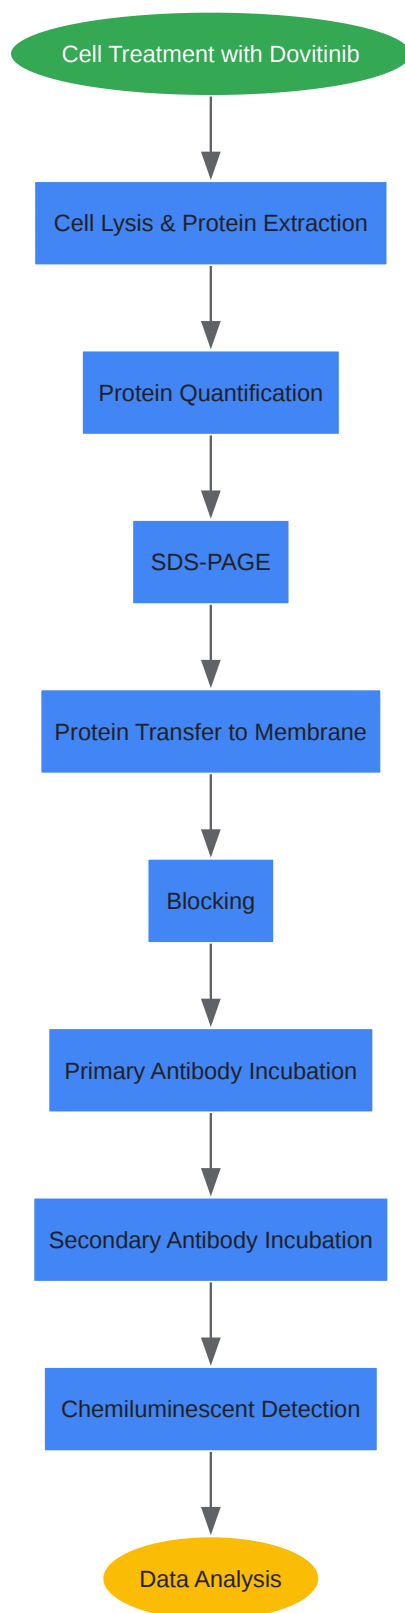 Cell Treatment with Dovitinib
Cell Lysis & Protein Extraction
Protein Quantification
SDS-PAGE
Protein Transfer to Membrane
Blocking
Primary Antibody Incubation
Secondary Antibody Incubation
Chemiluminescent Detection
Data Analysis